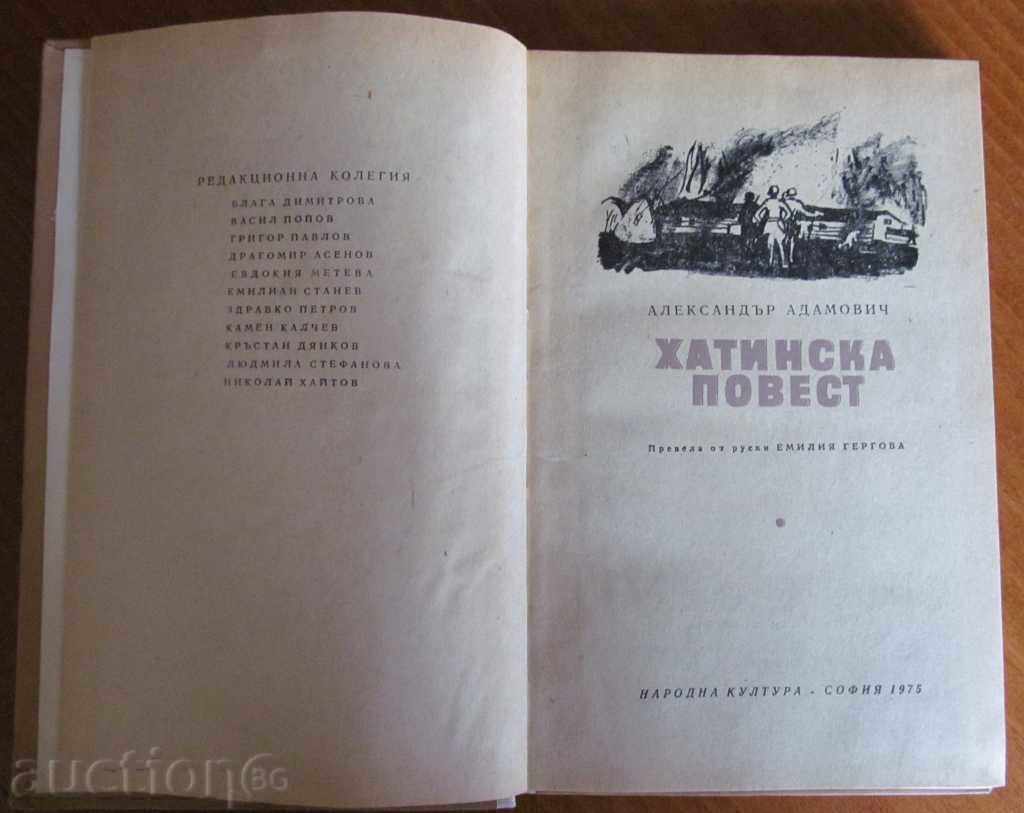 РЕДАКЦИОННА КОЛЕГИЯ
БЛАГА ДИМИТРОВА
ВАСИЛ ПОПОВ
ГРИГОР ПАВЛОВ
ДРАГОМИР АСЕНОВ
ЕВДОКИЯ МЕТЕВА
ЕМИЛИАН СТАНЕВ
ЗДРАВКО ПЕТРОВ
КАМЕН КАЛЧЕВ
КРЪСТАН ДЯНКОВ
ЛЮДМИЛА СТЕФАНОВА
НИКОЛАЙ ХАЙТОВ
АЛЕКСАНДЪР АДАМОВИЧ
ХАТИНСКА
ПОВЕСТ
Превела от руски ЕМИЛИЯ ГЕРГОВА
НАРОДНА КУЛТУРА - СОФИЯ 1975
auction BG